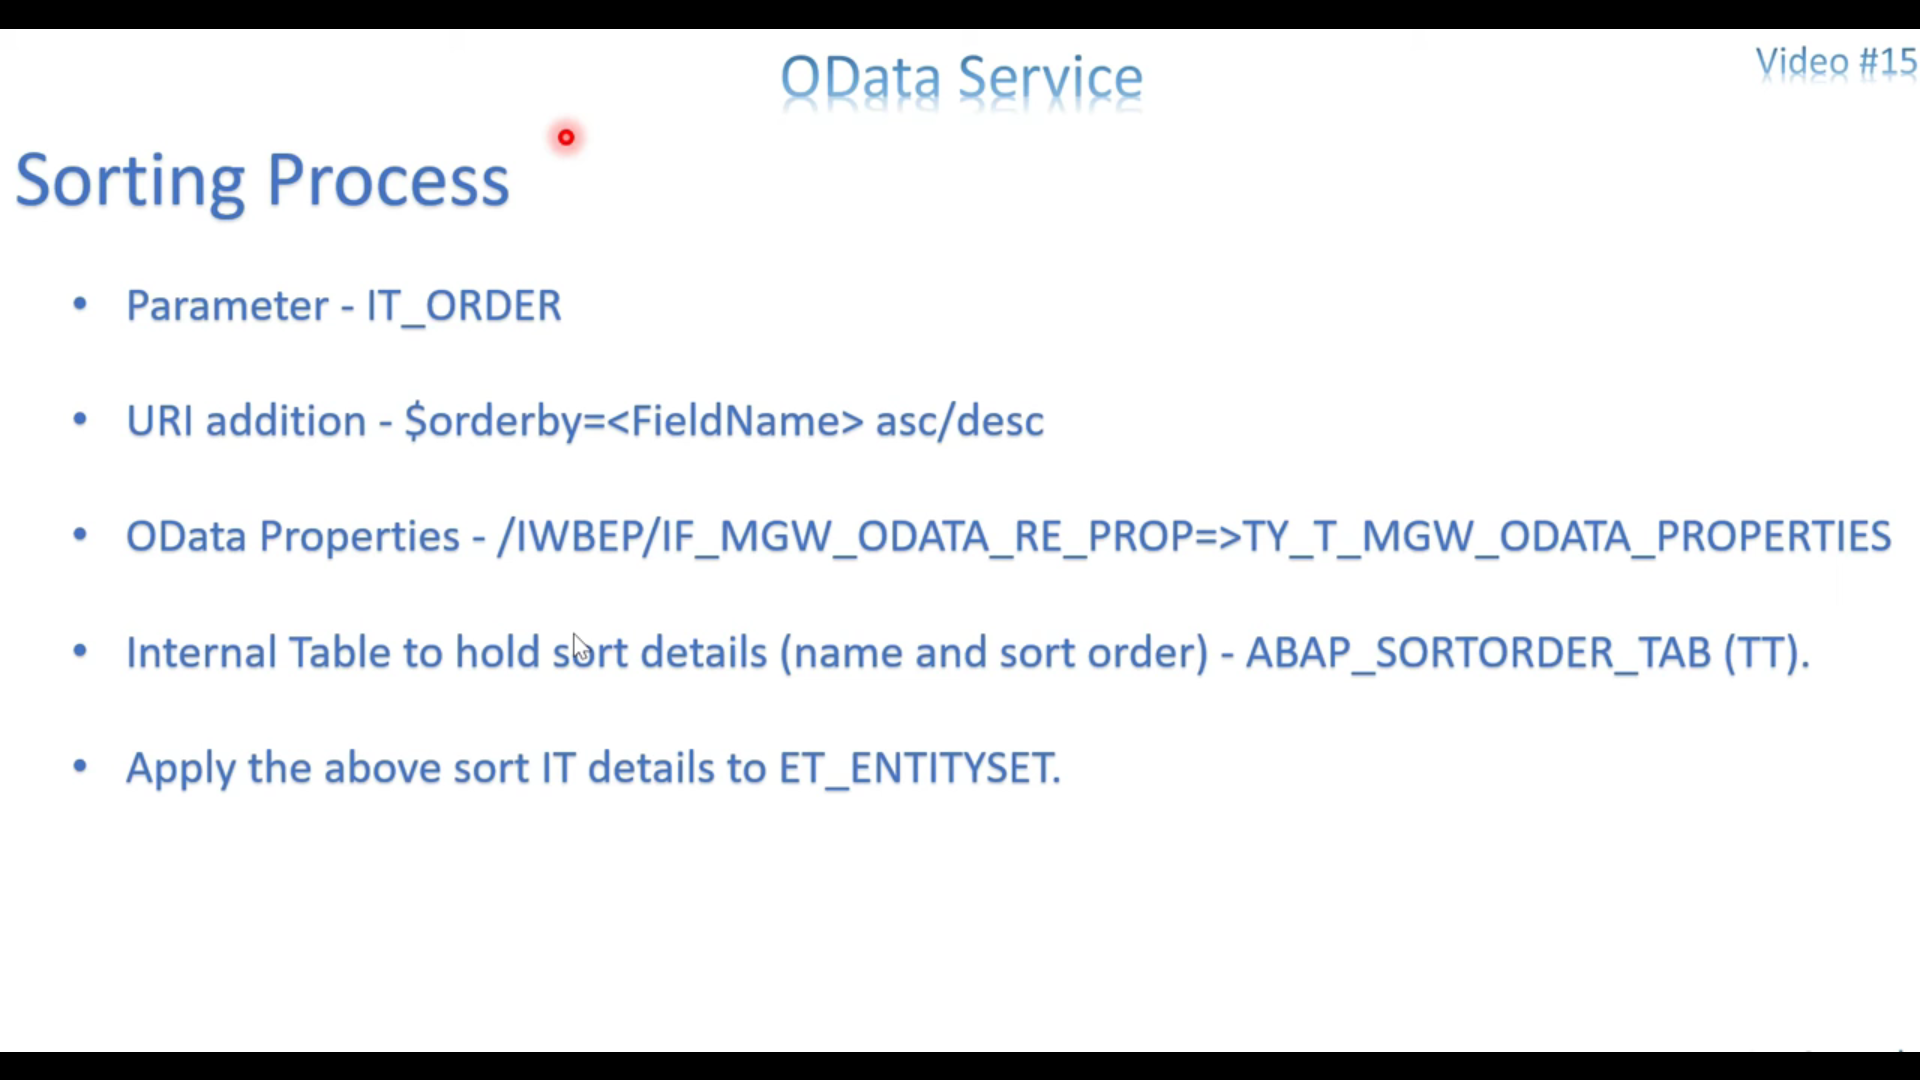 OData Service
Video #15
Sorting Process
• Parameter - IT_ORDER
• URI addition - $orderby=<FieldName> asc/desc
• OData Properties - /IWBEP/IF_MGW_ODATA_RE_PROP=>TY_T_MGW_ODATA_PROPERTIES
• Internal Table to hold sort details (name and sort order) - ABAP_SORTORDER_TAB (TT).
• Apply the above sort IT details to ET_ENTITYSET.